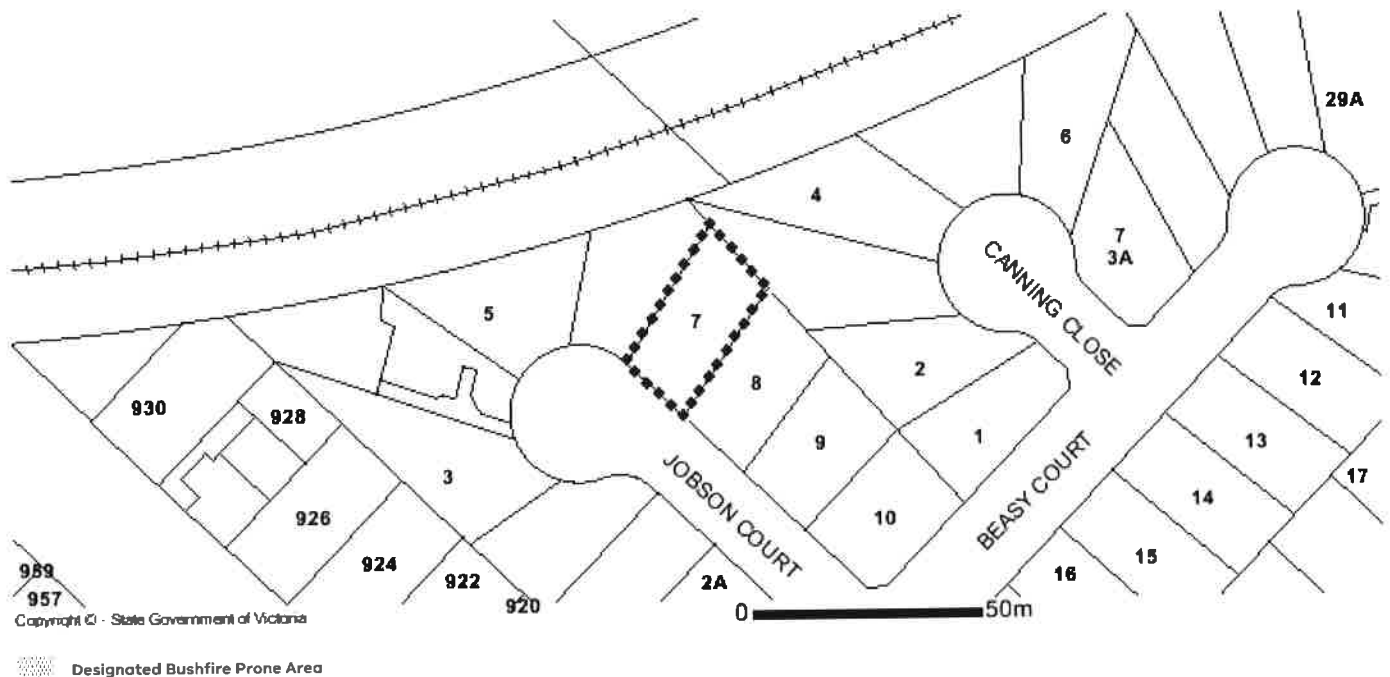 29A
6
4
7
3A
CANNING CLOSE
11
5
7
12
8
2
930
928
9
1
13
17
3
JOBSON COURT
BEASY COURT
14
926
10
15
924
922
2A
16
959
957
920
0 50m
Copyright © - State Government of Victoria
Designated Bushfire Prone Area